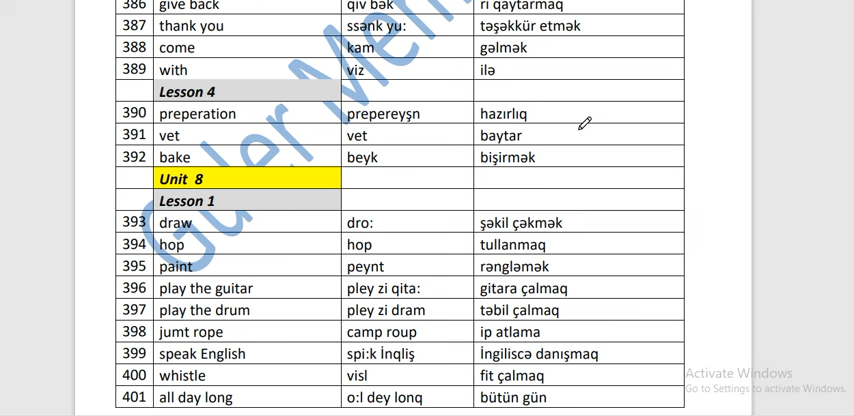 386 give back qiv bək ri qaytarmaq
387 thank you ssənk yu: təşəkkür etmək
388 come kam gəlmək
389 with viz ilə
Lesson 4
390 preperation prepereyşn hazırlıq
391 vet vet baytar
392 bake beyk bişirmək
Unit 8
Lesson 1
393 draw dro: şəkil çəkmək
394 hop hop tullanmaq
395 paint peynt rəngləmək
396 play the guitar pley zi qita: gitara çalmaq
397 play the drum pley zi dram təbil çalmaq
398 jumt rope camp roup ip atlama
399 speak English spi:k İnqliş İngiliscə danışmaq
400 whistle visl fit çalmaq
401 all day long o:l dey lonq bütün gün
Activate Windows
Go to Settings to activate Windows.